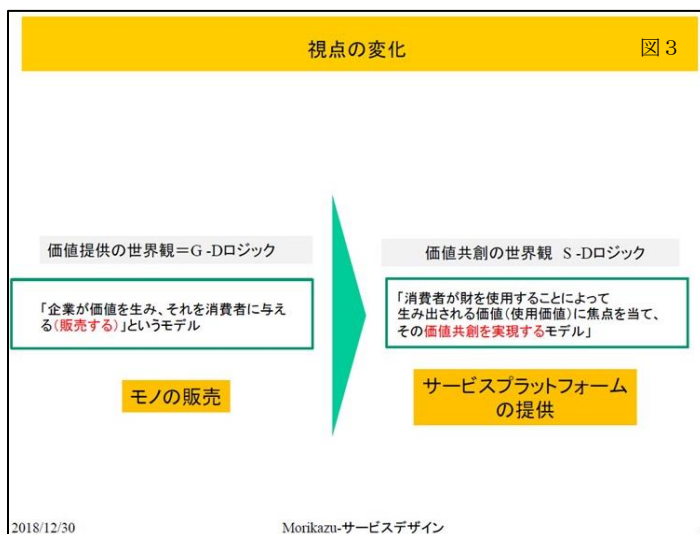 視点の変化
図3
価値提供の世界観=G-Dロジック
「企業が価値を生み、それを消費者に与え
る(販売する)」というモデル
モノの販売
価値共創の世界観 S-Dロジック
「消費者が財を使用することによって
生み出される価値(使用価値)に焦点を当て、
その価値共創を実現するモデル」
サービスプラットフォーム
の提供
2018/12/30
Morikazu-サービスデザイン